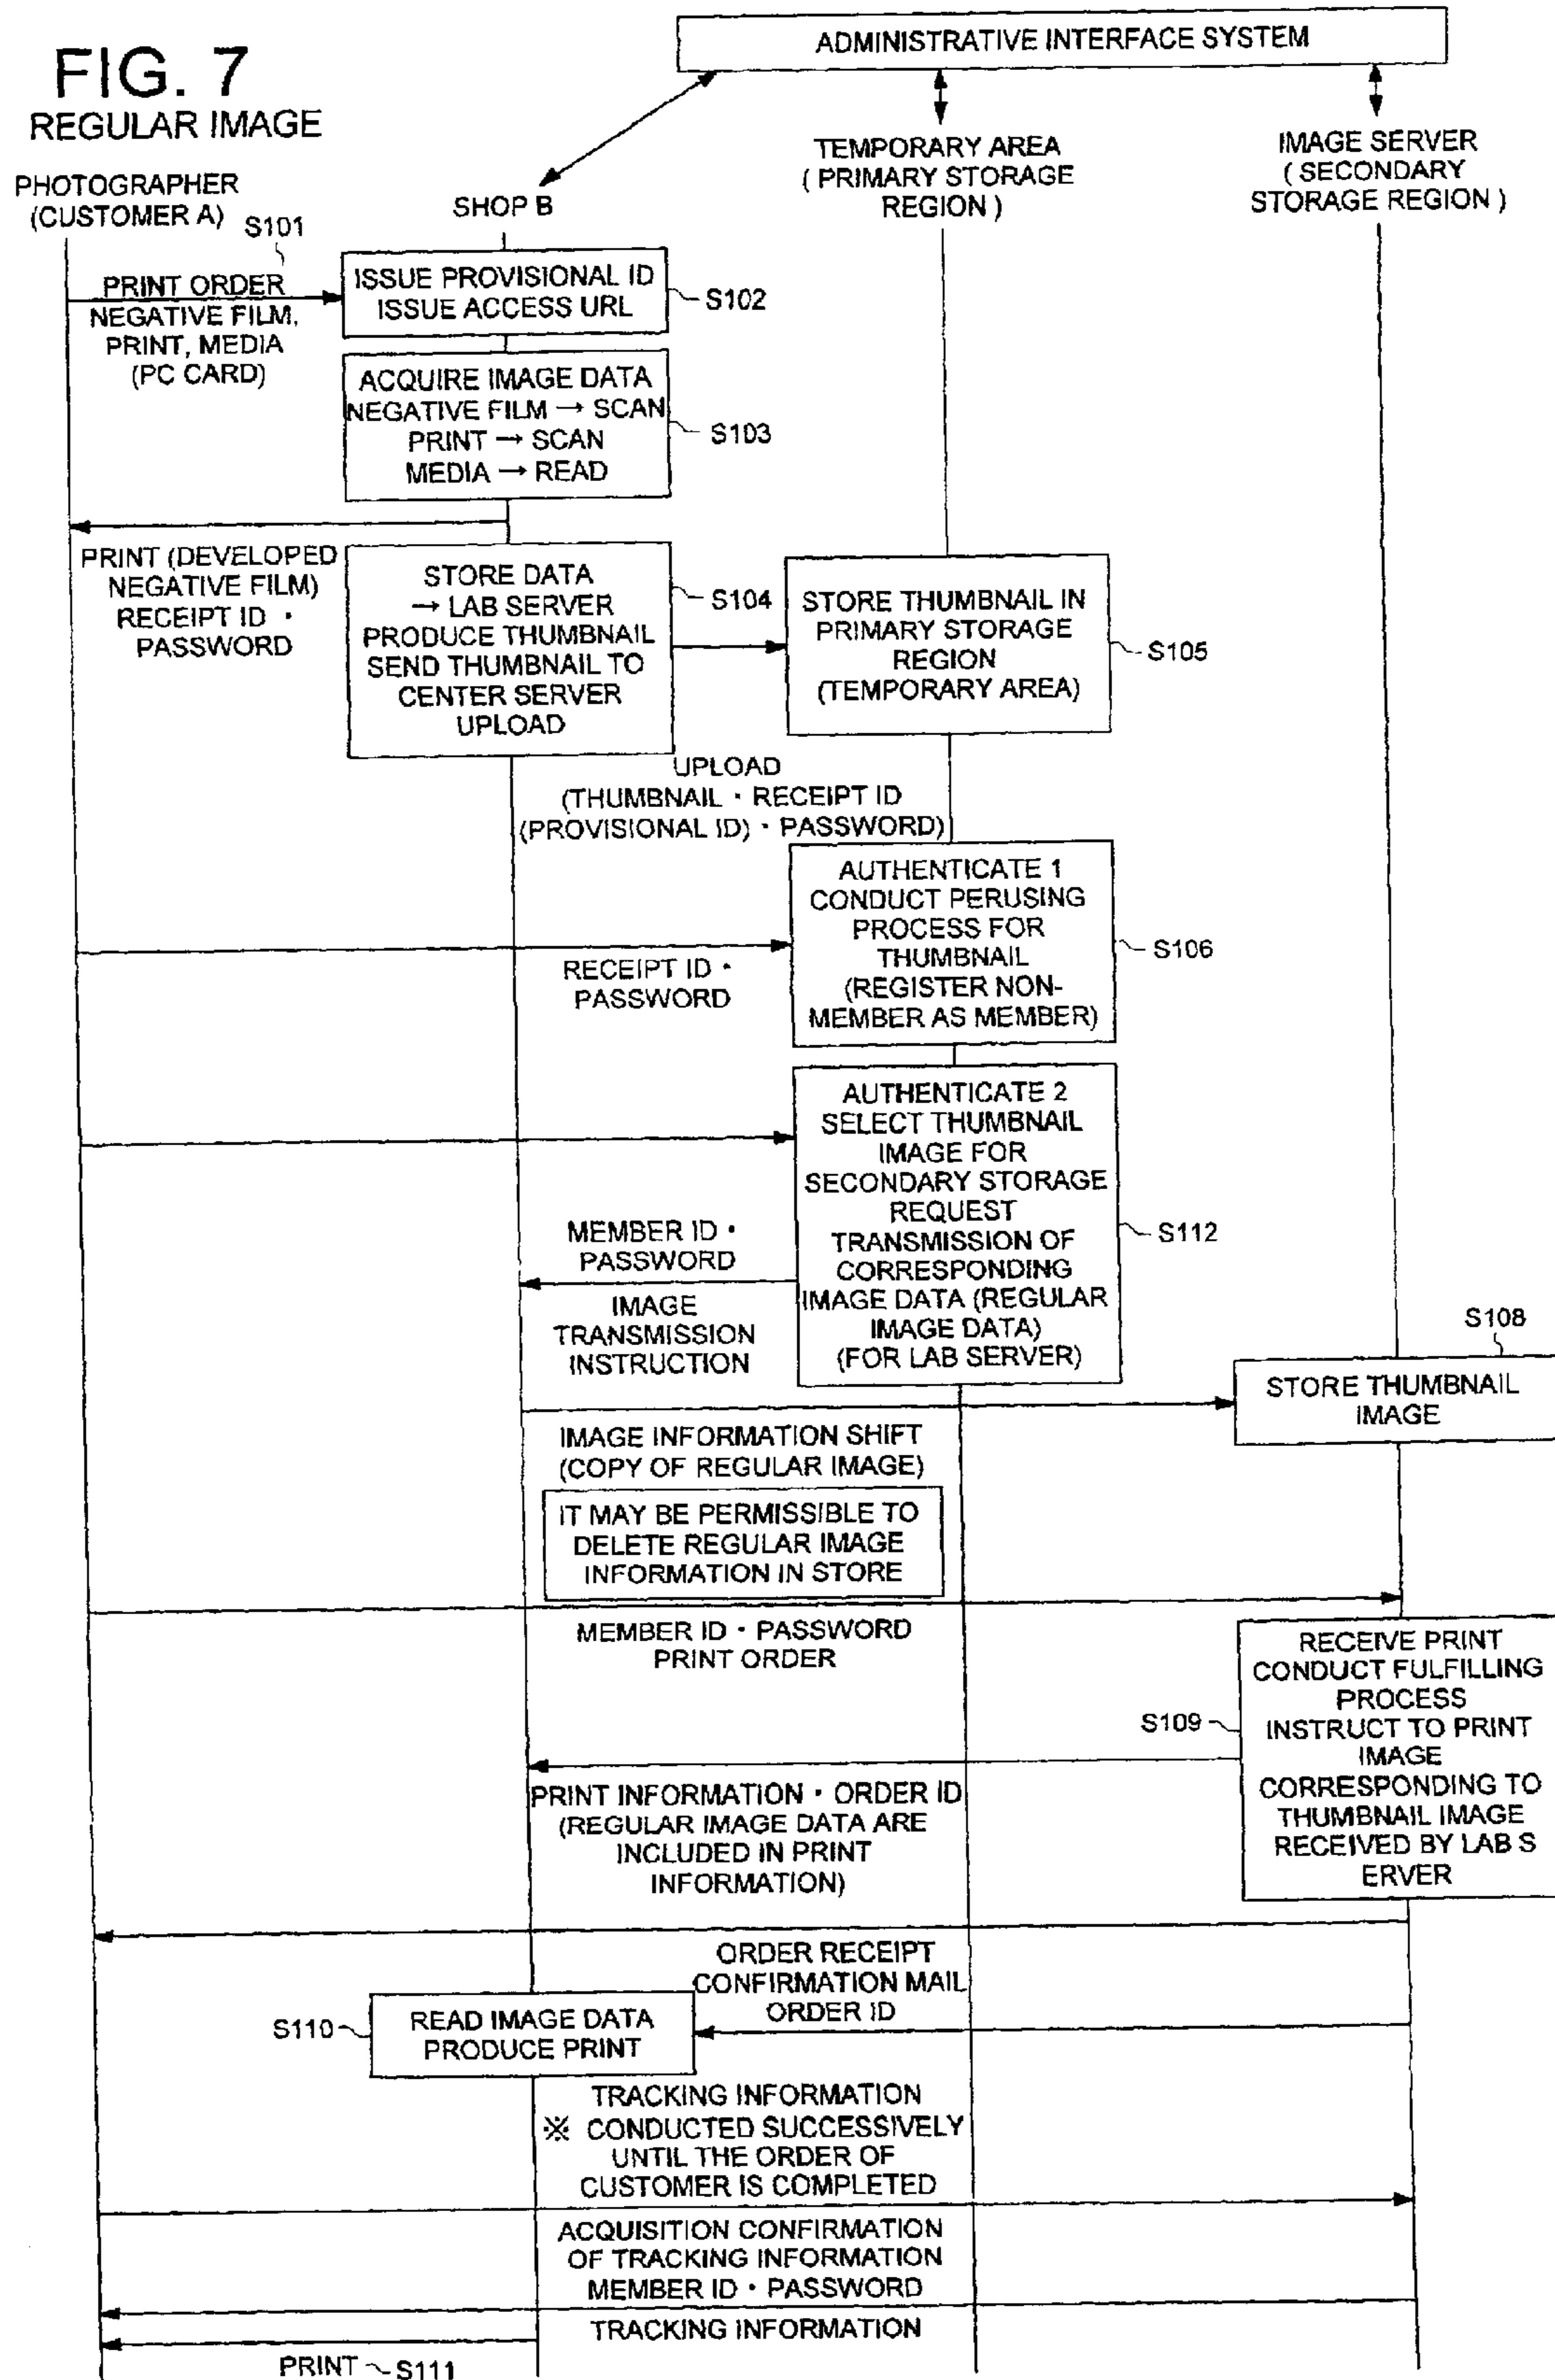 FIG. 7
REGULAR IMAGE
ADMINISTRATIVE INTERFACE SYSTEM
PHOTOGRAPHER
(CUSTOMER A)
SHOP B
TEMPORARY AREA
( PRIMARY STORAGE
REGION )
IMAGE SERVER
( SECONDARY
STORAGE REGION )
S101
PRINT ORDER
NEGATIVE FILM,
PRINT, MEDIA
(PC CARD)
ISSUE PROVISIONAL ID
ISSUE ACCESS URL
S102
ACQUIRE IMAGE DATA
NEGATIVE FILM → SCAN
PRINT → SCAN
MEDIA → READ
S103
PRINT (DEVELOPED
NEGATIVE FILM)
RECEIPT ID ・
PASSWORD
STORE DATA
→ LAB SERVER
PRODUCE THUMBNAIL
SEND THUMBNAIL TO
CENTER SERVER
UPLOAD
S104
STORE THUMBNAIL IN
PRIMARY STORAGE
REGION
(TEMPORARY AREA)
S105
UPLOAD
(THUMBNAIL ・ RECEIPT ID
(PROVISIONAL ID) ・ PASSWORD)
AUTHENTICATE 1
CONDUCT PERUSING
PROCESS FOR
THUMBNAIL
(REGISTER NON-
MEMBER AS MEMBER)
S106
RECEIPT ID ・
PASSWORD
AUTHENTICATE 2
SELECT THUMBNAIL
IMAGE FOR
SECONDARY STORAGE
REQUEST
TRANSMISSION OF
CORRESPONDING
IMAGE DATA (REGULAR
IMAGE DATA)
(FOR LAB SERVER)
S112
MEMBER ID ・
PASSWORD
IMAGE
TRANSMISSION
INSTRUCTION
S108
STORE THUMBNAIL
IMAGE
IMAGE INFORMATION SHIFT
(COPY OF REGULAR IMAGE)
IT MAY BE PERMISSIBLE TO
DELETE REGULAR IMAGE
INFORMATION IN STORE
MEMBER ID ・ PASSWORD
PRINT ORDER
RECEIVE PRINT
CONDUCT FULFILLING
PROCESS
INSTRUCT TO PRINT
IMAGE
CORRESPONDING TO
THUMBNAIL IMAGE
RECEIVED BY LAB S
ERVER
S109
PRINT INFORMATION ・ ORDER ID
(REGULAR IMAGE DATA ARE
INCLUDED IN PRINT
INFORMATION)
ORDER RECEIPT
CONFIRMATION MAIL
ORDER ID
S110
READ IMAGE DATA
PRODUCE PRINT
TRACKING INFORMATION
※ CONDUCTED SUCCESSIVELY
UNTIL THE ORDER OF
CUSTOMER IS COMPLETED
ACQUISITION CONFIRMATION
OF TRACKING INFORMATION
MEMBER ID ・ PASSWORD
TRACKING INFORMATION
PRINT
S111